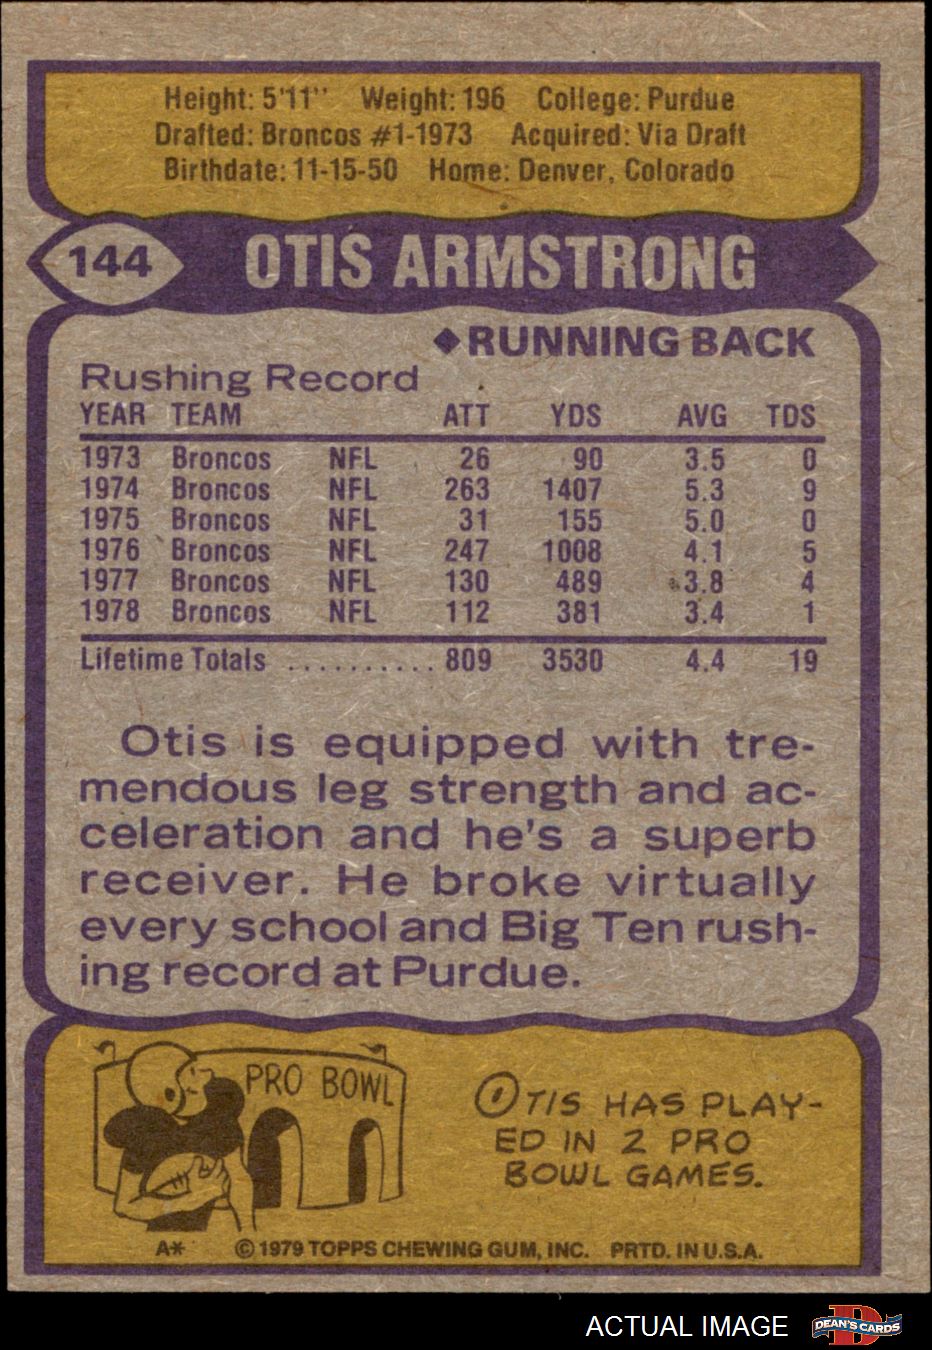 Height: 5'11" Weight: 196 College: Purdue
Drafted: Broncos #1-1973 Acquired: Via Draft
Birthdate: 11-15-50 Home: Denver, Colorado
144 OTIS ARMSTRONG
◆RUNNING BACK
Rushing Record
YEAR TEAM ATT YDS AVG TDS
1973 Broncos NFL 26 90 3.5 0
1974 Broncos NFL 263 1407 5.3 9
1975 Broncos NFL 31 155 5.0 0
1976 Broncos NFL 247 1008 4.1 5
1977 Broncos NFL 130 489 3.8 4
1978 Broncos NFL 112 381 3.4 1
Lifetime Totals .......... 809 3530 4.4 19
Otis is equipped with tre-
mendous leg strength and ac-
celeration and he's a superb
receiver. He broke virtually
every school and Big Ten rush-
ing record at Purdue.
PRO BOWL
OTIS HAS PLAY-
ED IN 2 PRO
BOWL GAMES.
A* © 1979 TOPPS CHEWING GUM, INC. PRTD. IN U.S.A.
ACTUAL IMAGE
D
DEAN'S CARDS